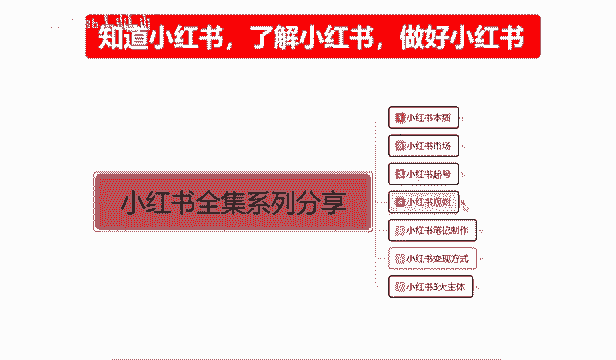 知道小红书，了解小红书，做好小红书
小红书全集系列分享
小红书本质
小红书市场
小红书起号
小红书规则
小红书笔记制作
小红书变现方式
小红书3大主体